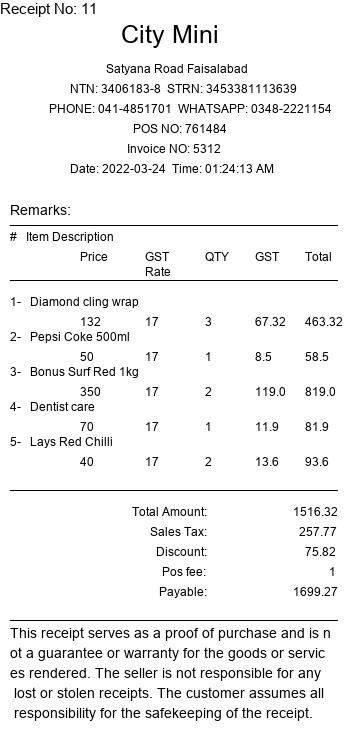 Receipt No: 11
City Mini
Satyana Road Faisalabad
NTN: 3406183-8 STRN: 3453381113639
PHONE: 041-4851701 WHATSAPP: 0348-2221154
POS NO: 761484
Invoice NO: 5312
Date: 2022-03-24 Time: 01:24:13 AM
Remarks:
# Item Description
Price GST Rate QTY GST Total
1- Diamond cling wrap
132 17 3 67.32 463.32
2- Pepsi Coke 500ml
50 17 1 8.5 58.5
3- Bonus Surf Red 1kg
350 17 2 119.0 819.0
4- Dentist care
70 17 1 11.9 81.9
5- Lays Red Chilli
40 17 2 13.6 93.6
Total Amount: 1516.32
Sales Tax: 257.77
Discount: 75.82
Pos fee: 1
Payable: 1699.27
This receipt serves as a proof of purchase and is n
ot a guarantee or warranty for the goods or servic
es rendered. The seller is not responsible for any
lost or stolen receipts. The customer assumes all
responsibility for the safekeeping of the receipt.